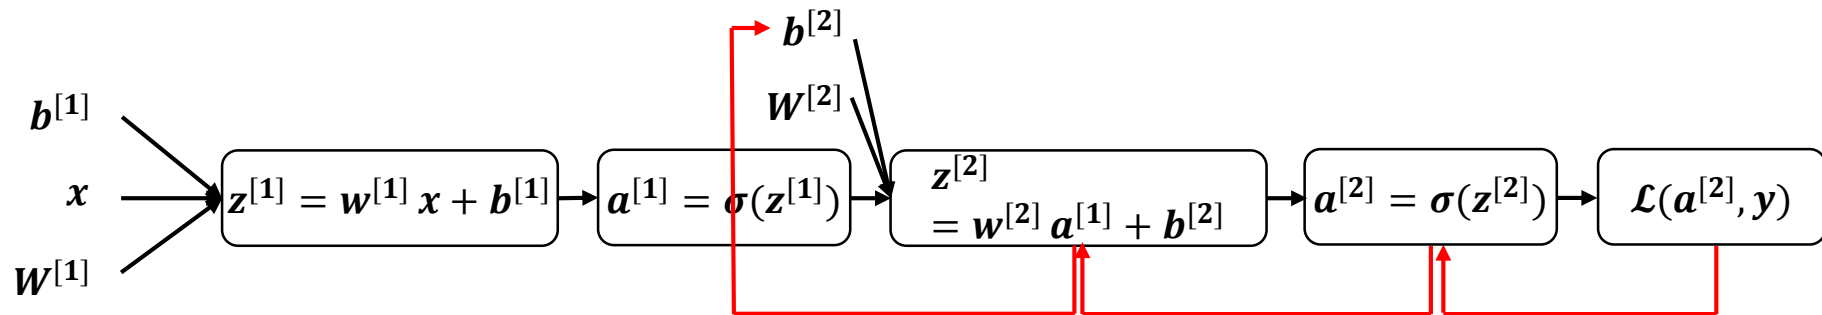 b^{[2]}
W^{[2]}
b^{[1]}
x
W^{[1]}
z^{[1]} = w^{[1]} x + b^{[1]}
a^{[1]} = σ(z^{[1]})
z^{[2]}
= w^{[2]} a^{[1]} + b^{[2]}
a^{[2]} = σ(z^{[2]})
ℒ(a^{[2]}, y)